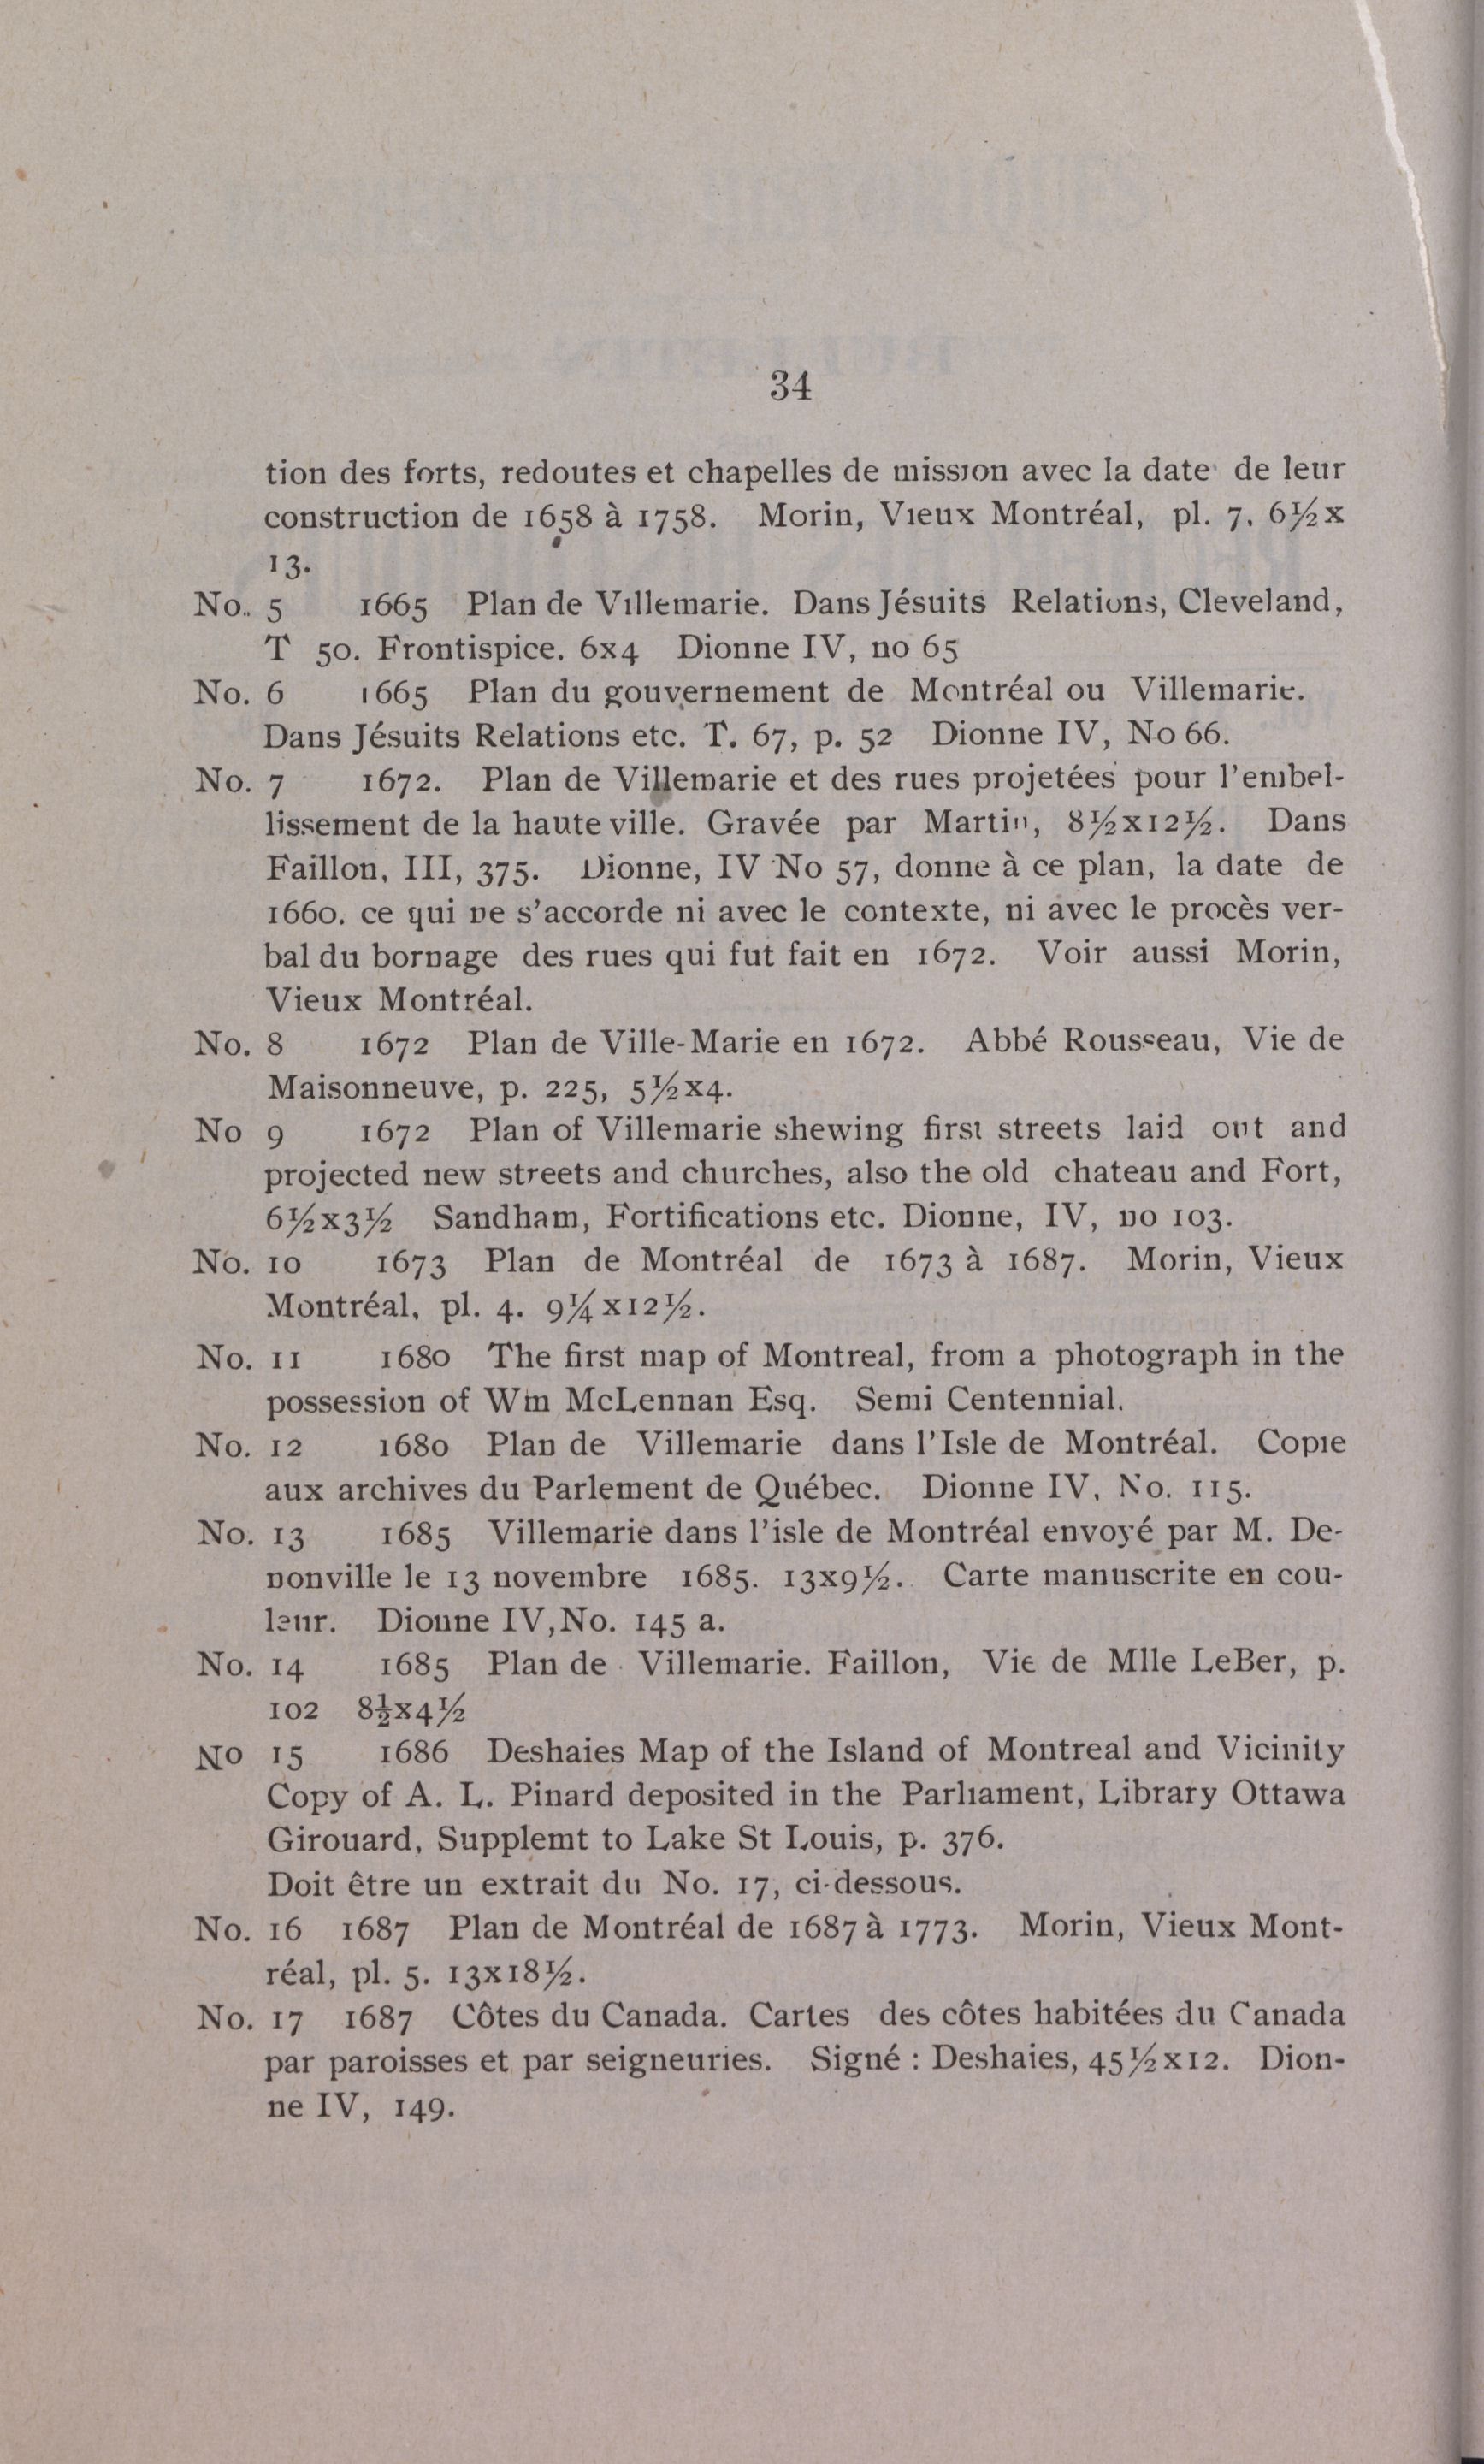 34
tion des forts, redoutes et chapelles de mission avec la date de leur
construction de 1658 à 1758. Morin, Vieux Montréal, pl. 7, 6½x
13.
No. 5 1665 Plan de Villemarie. Dans Jésuits Relations, Cleveland,
T 50. Frontispice. 6x4 Dionne IV, no 65
No. 6 1665 Plan du gouvernement de Montréal ou Villemarie.
Dans Jésuits Relations etc. T. 67, p. 52 Dionne IV, No 66.
No. 7 1672. Plan de Villemarie et des rues projetées pour l'embel-
lissement de la haute ville. Gravée par Martin, 8½x12½. Dans
Faillon, III, 375. Dionne, IV No 57, donne à ce plan, la date de
1660, ce qui ne s'accorde ni avec le contexte, ni avec le procès ver-
bal du bornage des rues qui fut fait en 1672. Voir aussi Morin,
Vieux Montréal.
No. 8 1672 Plan de Ville-Marie en 1672. Abbé Rousseau, Vie de
Maisonneuve, p. 225, 5½x4.
No 9 1672 Plan of Villemarie shewing first streets laid out and
projected new streets and churches, also the old chateau and Fort,
6½x3½ Sandham, Fortifications etc. Dionne, IV, no 103.
No. 10 1673 Plan de Montréal de 1673 à 1687. Morin, Vieux
Montréal, pl. 4. 9¼x12½.
No. 11 1680 The first map of Montreal, from a photograph in the
possession of Wm McLennan Esq. Semi Centennial.
No. 12 1680 Plan de Villemarie dans l'Isle de Montréal. Copie
aux archives du Parlement de Québec. Dionne IV, No. 115.
No. 13 1685 Villemarie dans l'isle de Montréal envoyé par M. De-
nonville le 13 novembre 1685. 13x9½. Carte manuscrite en cou-
leur. Dionne IV, No. 145 a.
No. 14 1685 Plan de Villemarie. Faillon, Vie de Mlle LeBer, p.
102 8½x4½
No 15 1686 Deshaies Map of the Island of Montreal and Vicinity
Copy of A. L. Pinard deposited in the Parliament, Library Ottawa
Girouard, Supplemt to Lake St Louis, p. 376.
Doit être un extrait du No. 17, ci-dessous.
No. 16 1687 Plan de Montréal de 1687 à 1773. Morin, Vieux Mont-
réal, pl. 5. 13x18½.
No. 17 1687 Côtes du Canada. Cartes des côtes habitées du Canada
par paroisses et par seigneuries. Signé : Deshaies, 45½x12. Dion-
ne IV, 149.